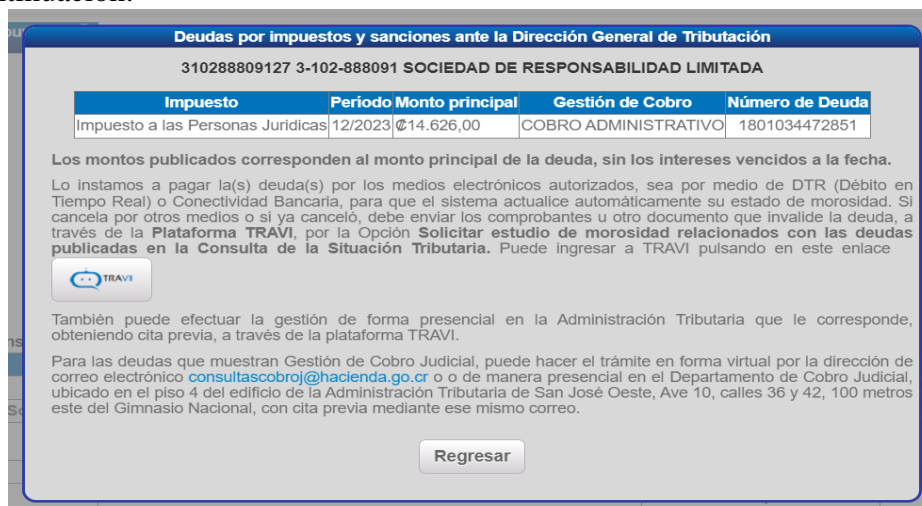 Deudas por impuestos y sanciones ante la Dirección General de Tributación
310288809127 3-102-888091 SOCIEDAD DE RESPONSABILIDAD LIMITADA
Impuesto Período Monto principal Gestión de Cobro Número de Deuda
Impuesto a las Personas Juridicas 12/2023 ₡14.626,00 COBRO ADMINISTRATIVO 1801034472851
Los montos publicados corresponden al monto principal de la deuda, sin los intereses vencidos a la fecha.
Lo instamos a pagar la(s) deuda(s) por los medios electrónicos autorizados, sea por medio de DTR (Débito en
Tiempo Real) o Conectividad Bancaria, para que el sistema actualice automáticamente su estado de morosidad. Si
cancela por otros medios o si ya canceló, debe enviar los comprobantes u otro documento que invalide la deuda, a
través de la Plataforma TRAVI, por la Opción Solicitar estudio de morosidad relacionados con las deudas
publicadas en la Consulta de la Situación Tributaria. Puede ingresar a TRAVI pulsando en este enlace
TRAVI
También puede efectuar la gestión de forma presencial en la Administración Tributaria que le corresponde,
obteniendo cita previa, a través de la plataforma TRAVI.
Para las deudas que muestran Gestión de Cobro Judicial, puede hacer el trámite en forma virtual por la dirección de
correo electrónico consultascobroj@hacienda.go.cr o o de manera presencial en el Departamento de Cobro Judicial,
ubicado en el piso 4 del edificio de la Administración Tributaria de San José Oeste, Ave 10, calles 36 y 42, 100 metros
este del Gimnasio Nacional, con cita previa mediante ese mismo correo.
Regresar